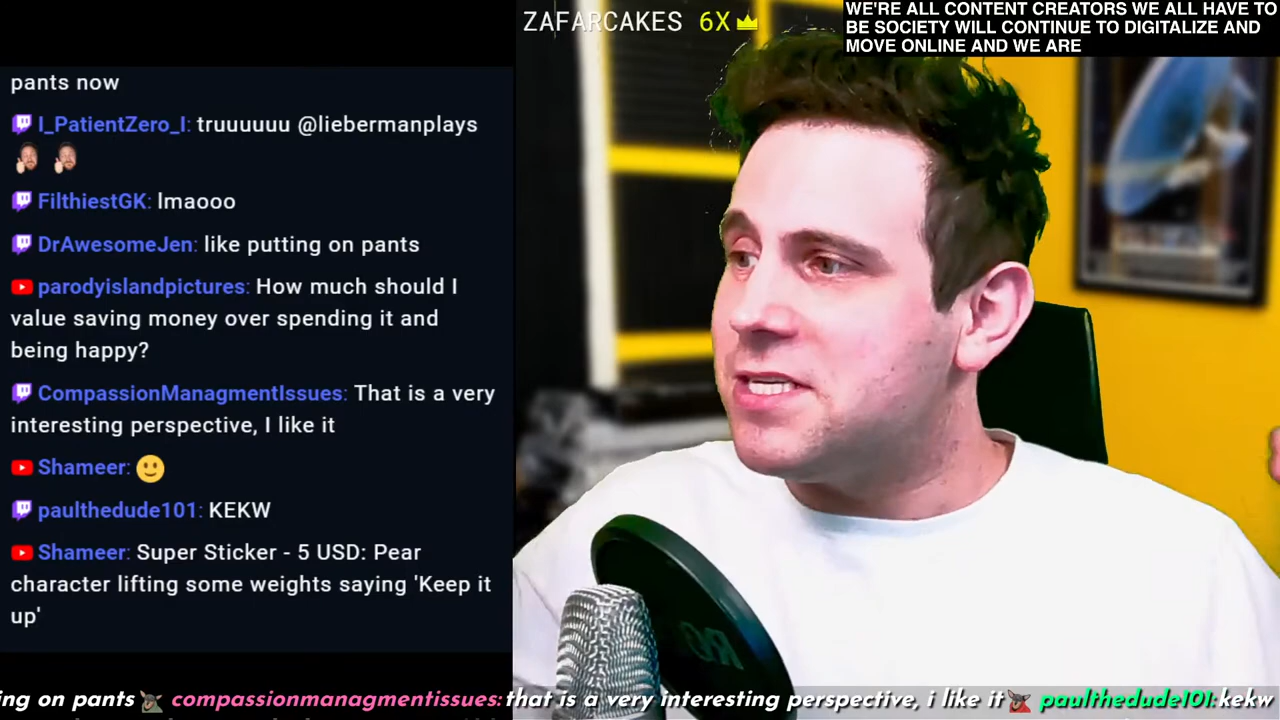 ZAFARCAKES 6X
WE'RE ALL CONTENT CREATORS WE ALL HAVE TO
BE SOCIETY WILL CONTINUE TO DIGITALIZE AND
MOVE ONLINE AND WE ARE
pants now
I_PatientZero_I: truuuuuu @liebermanplays
FilthiestGK: lmaooo
DrAwesomeJen: like putting on pants
parodyislandpictures: How much should I
value saving money over spending it and
being happy?
CompassionManagmentIssues: That is a very
interesting perspective, I like it
Shameer:
paulthedude101: KEKW
Shameer: Super Sticker - 5 USD: Pear
character lifting some weights saying 'Keep it
up'
ing on pants compassionmanagmentissues: that is a very interesting perspective, i like it paulthedude101: kekw